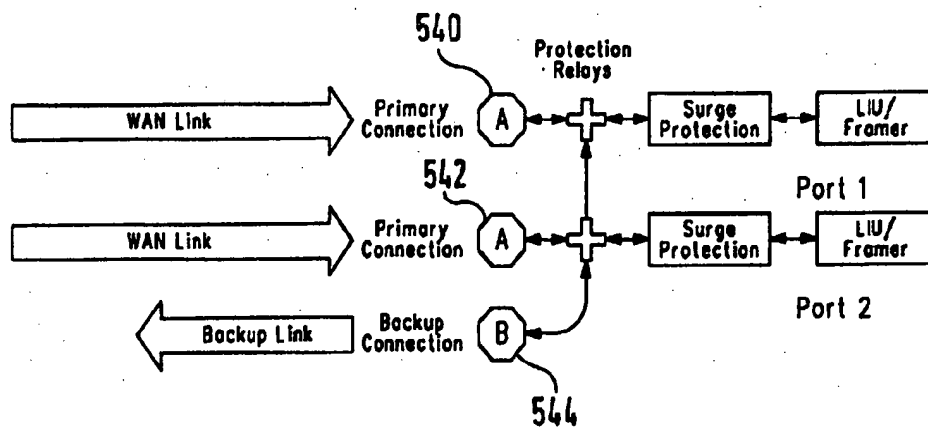 540
Protection
Relays
WAN Link
Primary
Connection
A
Surge
Protection
LIU/
Framer
Port 1
542
WAN Link
Primary
Connection
A
Surge
Protection
LIU/
Framer
Port 2
Backup Link
Backup
Connection
B
544